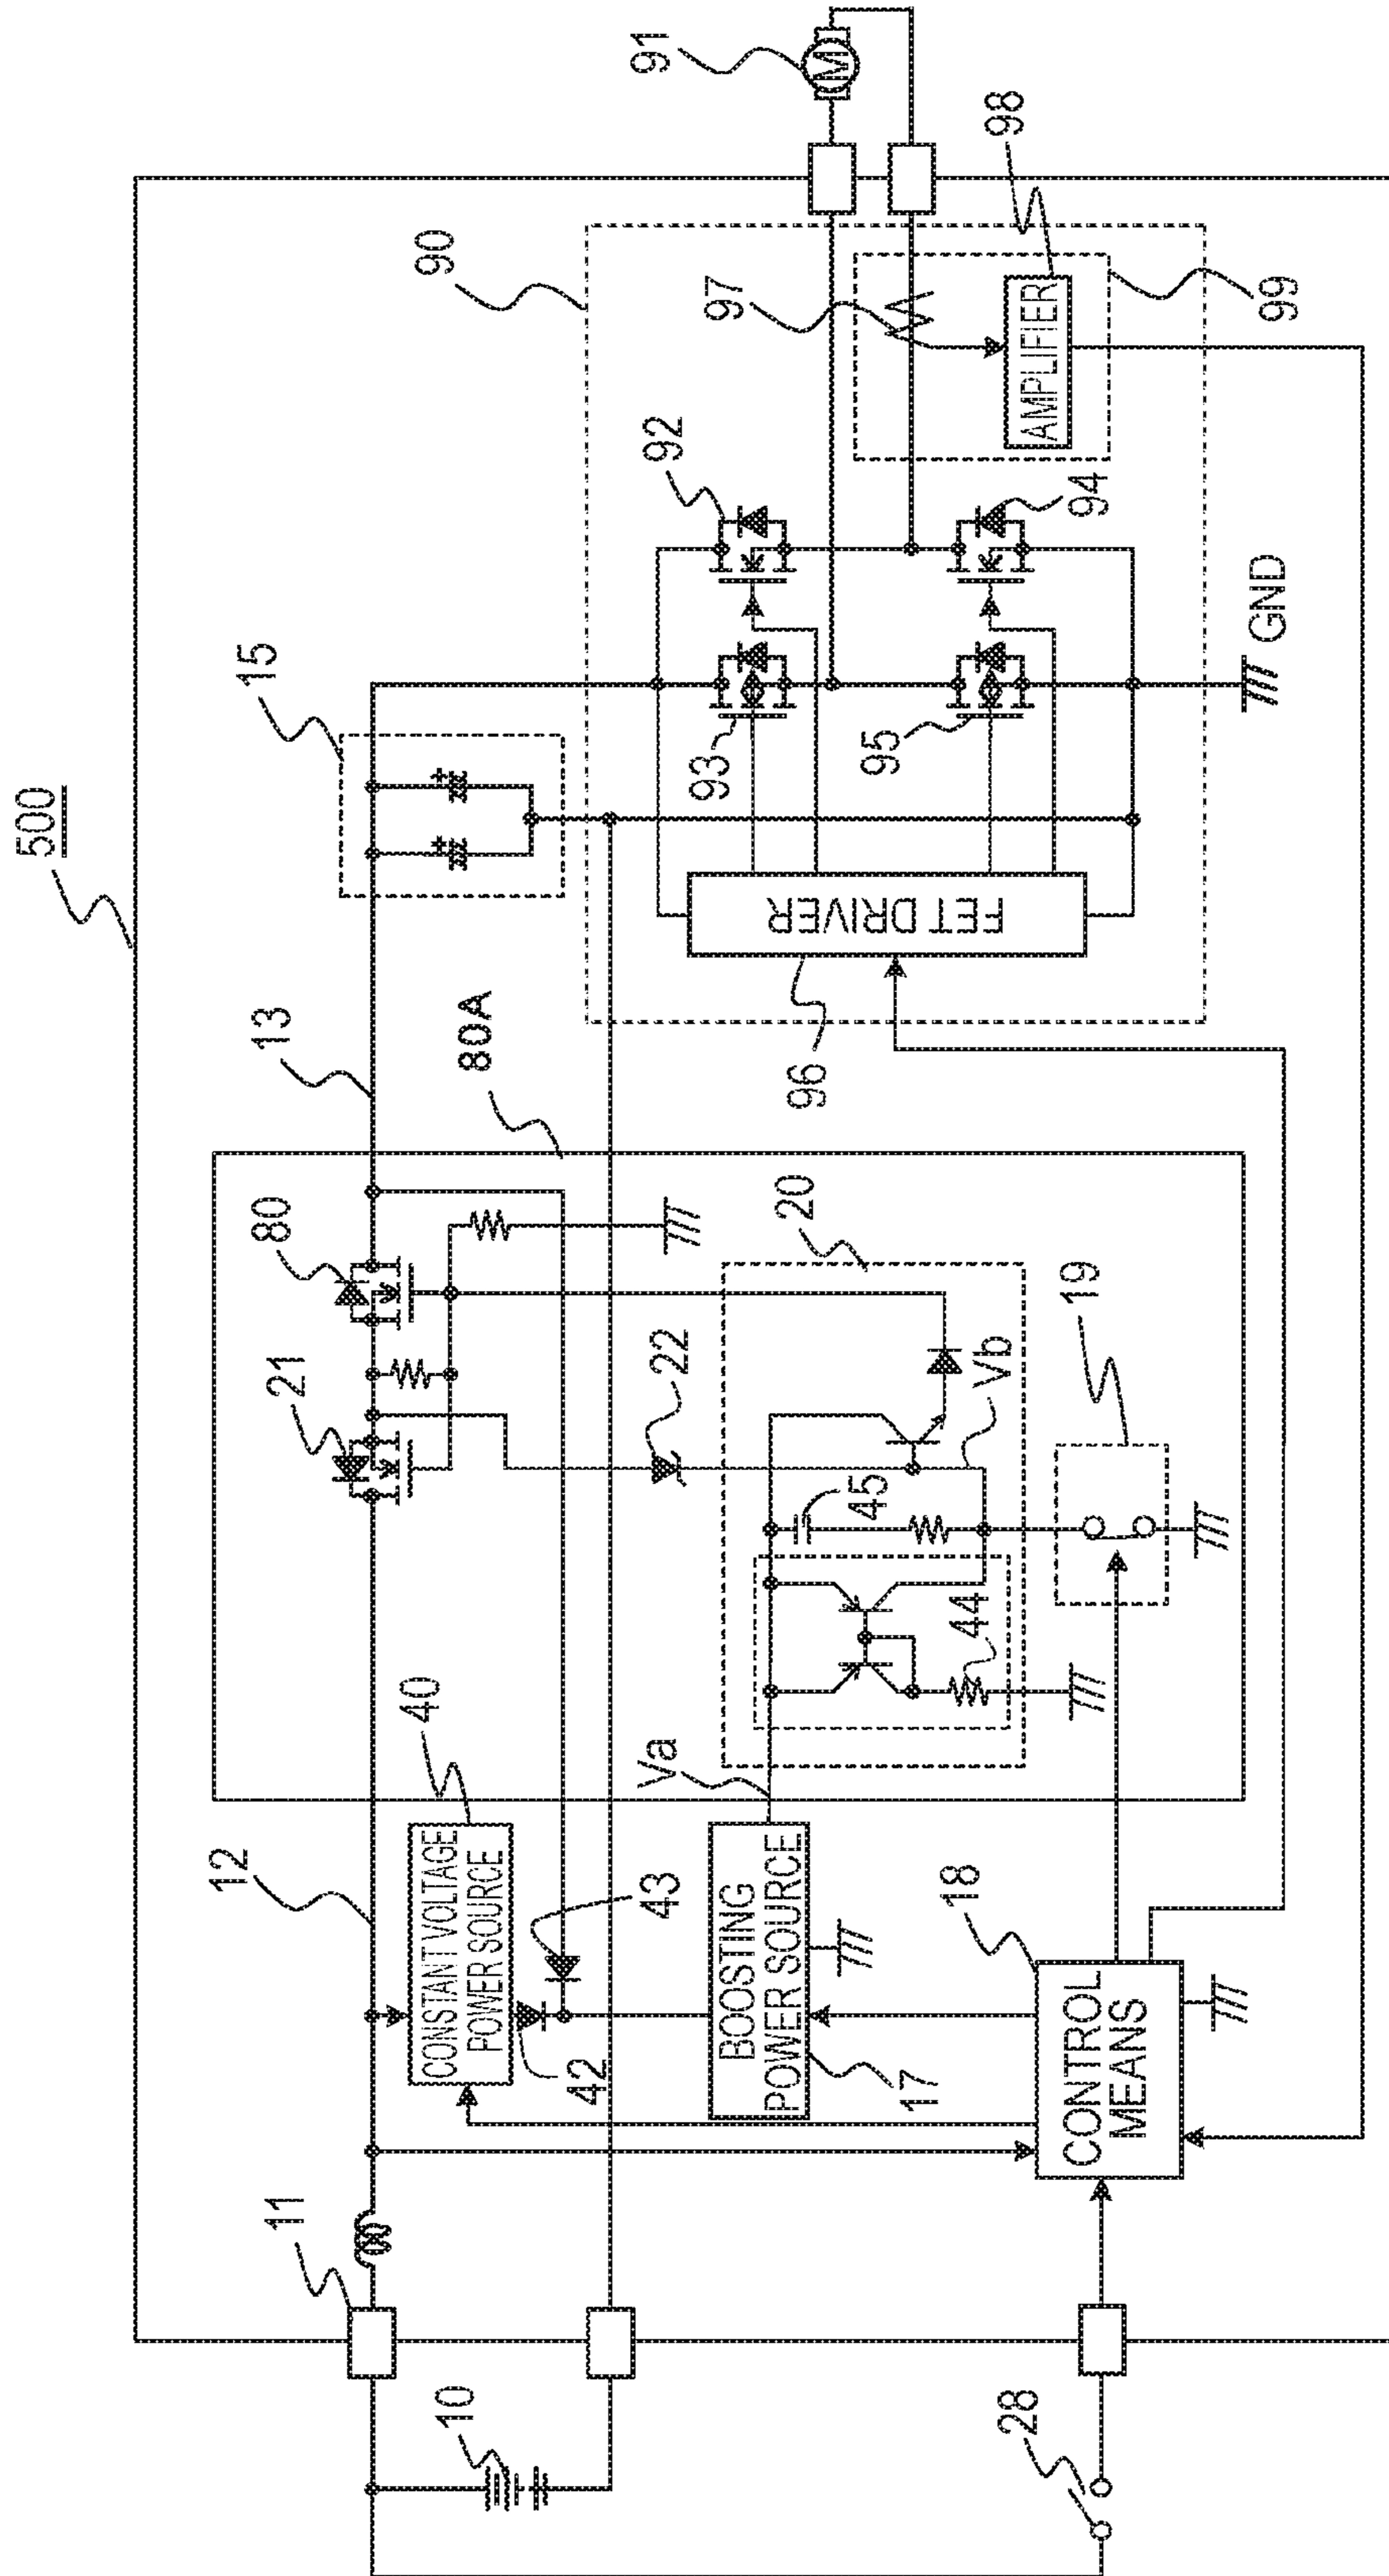 500
15
13
80A
80
21
12
40
11
10
CONSTANT VOLTAGE
POWER SOURCE
42
43
22
20
Va
Vb
45
44
19
BOOSTING
POWER SOURCE
17
18
CONTROL
MEANS
28
90
91
92
93
94
95
96
97
98
99
FET DRIVER
AMPLIFIER
M
GND
+
+